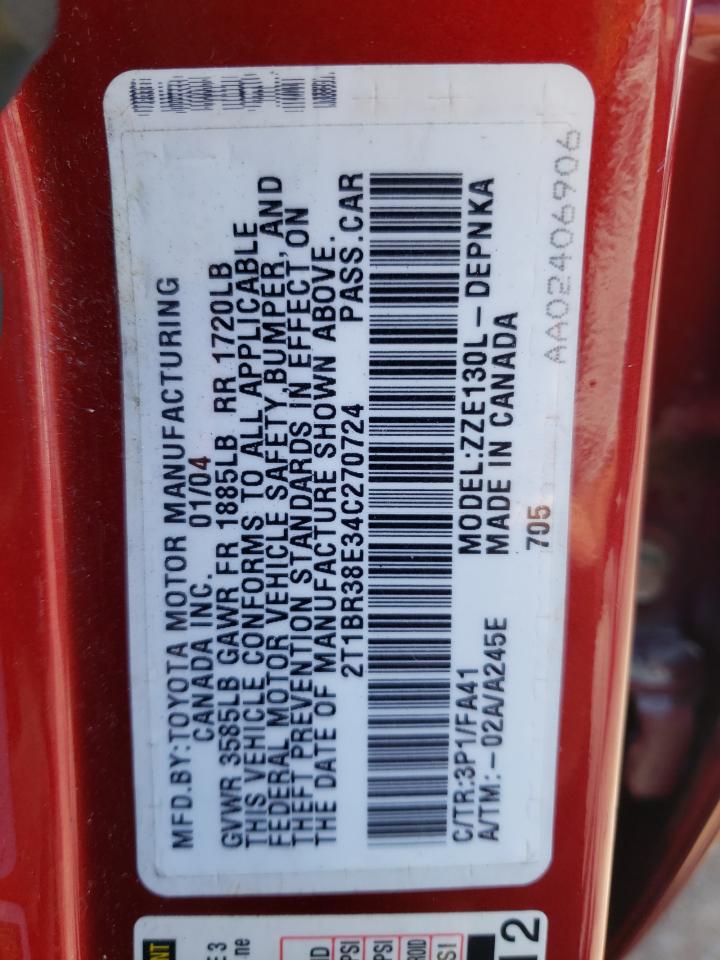 MFD.BY:TOYOTA MOTOR MANUFACTURING
CANADA INC. 01/04
GVWR 3585LB GAWR FR 1885LB RR 1720LB
THIS VEHICLE CONFORMS TO ALL APPLICABLE
FEDERAL MOTOR VEHICLE SAFETY BUMPER, AND
THEFT PREVENTION STANDARDS IN EFFECT ON
THE DATE OF MANUFACTURE SHOWN ABOVE.
2T1BR38E34C270724 PASS.CAR
C/TR:3P1/FA41 MODEL:ZZE130L-DEPNKA
A/TM:-02A/A245E MADE IN CANADA
705
AA02406906
PSI
PSI
12